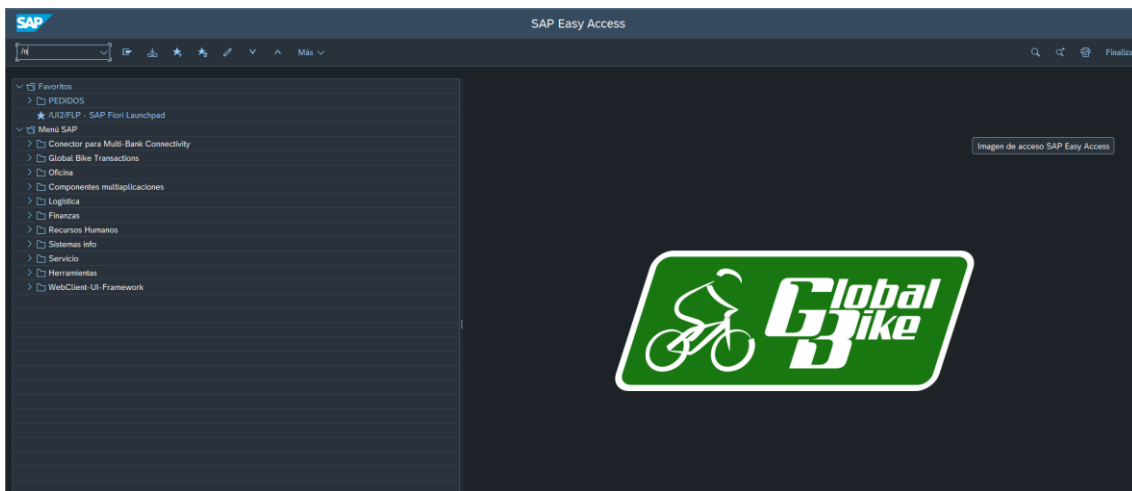 SAP
SAP Easy Access
/n
Más
Finaliza
Favoritos
PEDIDOS
/UI2/FLP - SAP Fiori Launchpad
Menú SAP
Conector para Multi-Bank Connectivity
Global Bike Transactions
Oficina
Componentes multiaplicaciones
Logística
Finanzas
Recursos Humanos
Sistemas info
Servicio
Herramientas
WebClient-UI-Framework
Imagen de acceso SAP Easy Access
Global
Bike